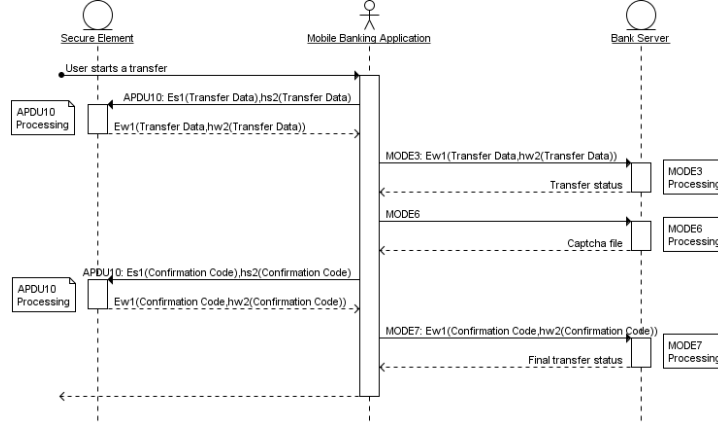 Secure Element
Mobile Banking Application
Bank Server
User starts a transfer
APDU10: Es1(Transfer Data),hs2(Transfer Data)
APDU10
Processing
Ew1(Transfer Data,hw2(Transfer Data))
MODE3: Ew1(Transfer Data,hw2(Transfer Data))
MODE3
Processing
Transfer status
MODE6
MODE6
Processing
Captcha file
APDU10: Es1(Confirmation Code),hs2(Confirmation Code)
APDU10
Processing
Ew1(Confirmation Code,hw2(Confirmation Code))
MODE7: Ew1(Confirmation Code,hw2(Confirmation Code))
MODE7
Processing
Final transfer status